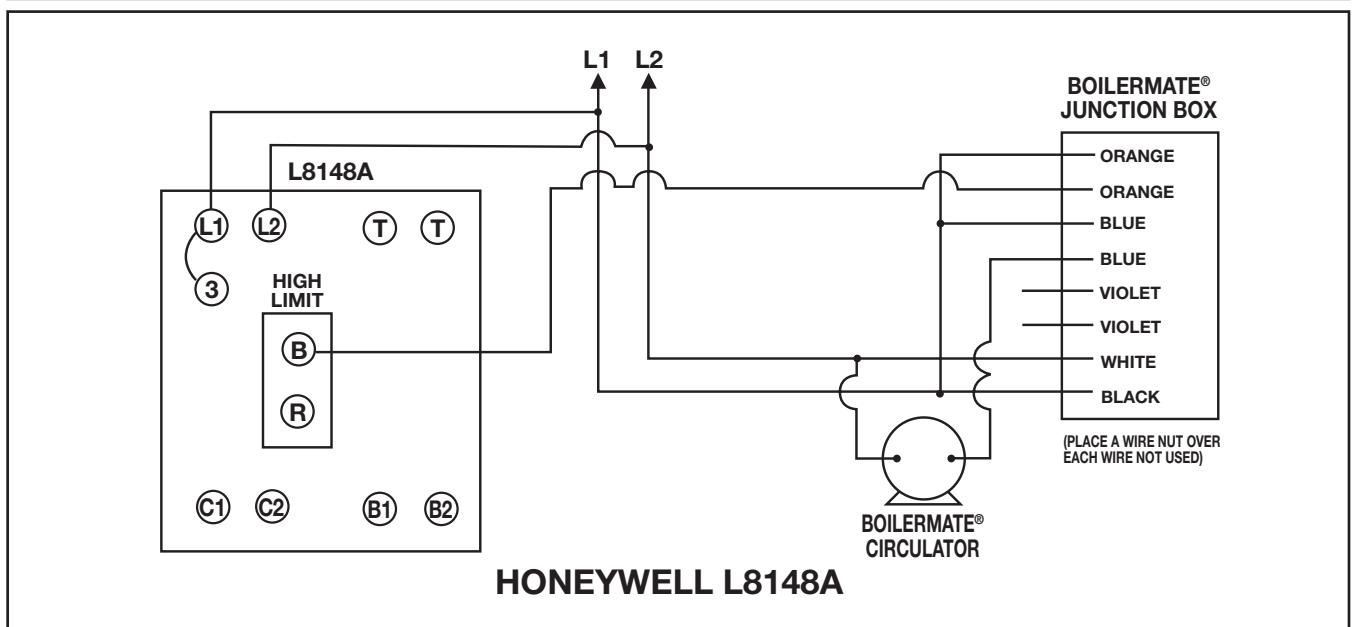 L1 L2
BOILERMATE®
JUNCTION BOX
L8148A
L1 L2 T T
3
HIGH
LIMIT
B
R
C1 C2 B1 B2
ORANGE
ORANGE
BLUE
BLUE
VIOLET
VIOLET
WHITE
BLACK
(PLACE A WIRE NUT OVER
EACH WIRE NOT USED)
BOILERMATE®
CIRCULATOR
HONEYWELL L8148A